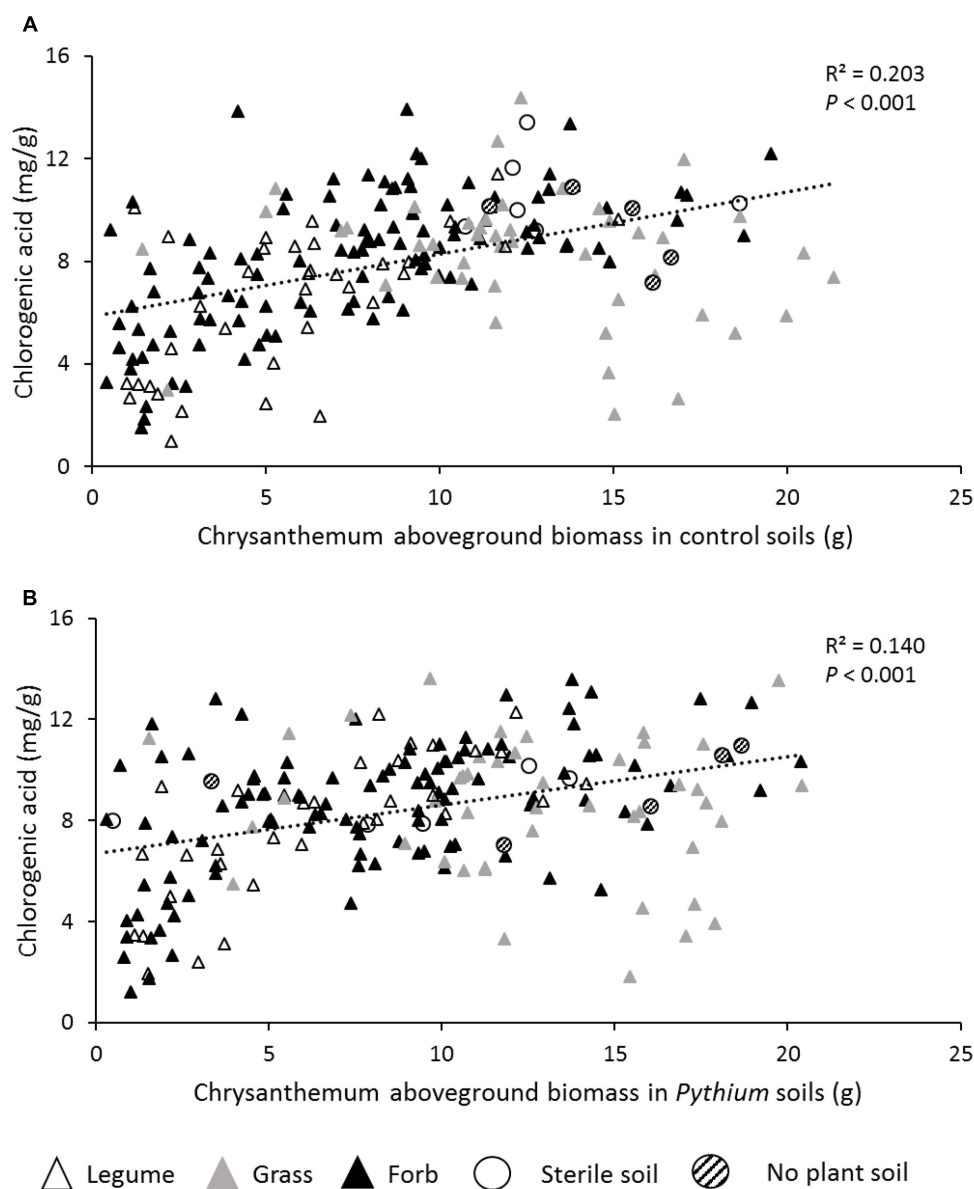 A
16
12
8
4
0
Chlorogenic acid (mg/g)
R² = 0.203
P < 0.001
0 5 10 15 20 25
Chrysanthemum aboveground biomass in control soils (g)
B
16
12
8
4
0
Chlorogenic acid (mg/g)
R² = 0.140
P < 0.001
0 5 10 15 20 25
Chrysanthemum aboveground biomass in Pythium soils (g)
Legume Grass Forb Sterile soil No plant soil